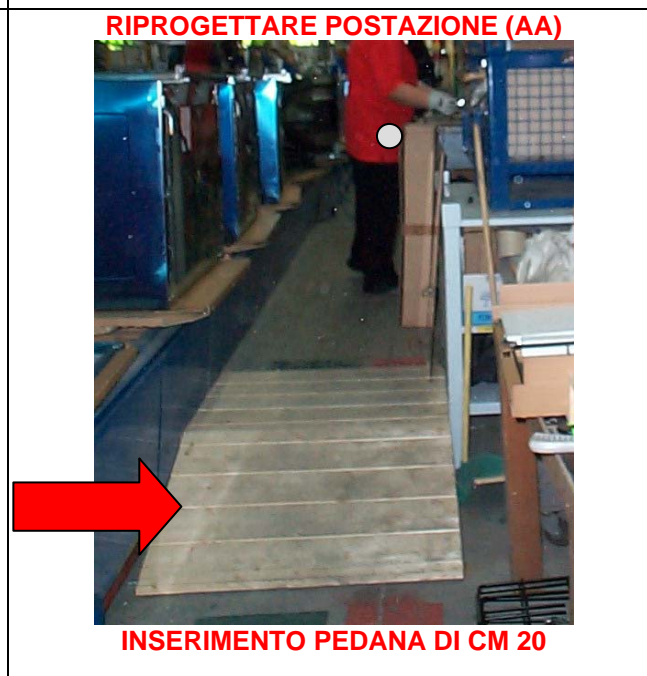 RIPROGETTARE POSTAZIONE (AA)
INSERIMENTO PEDANA DI CM 20